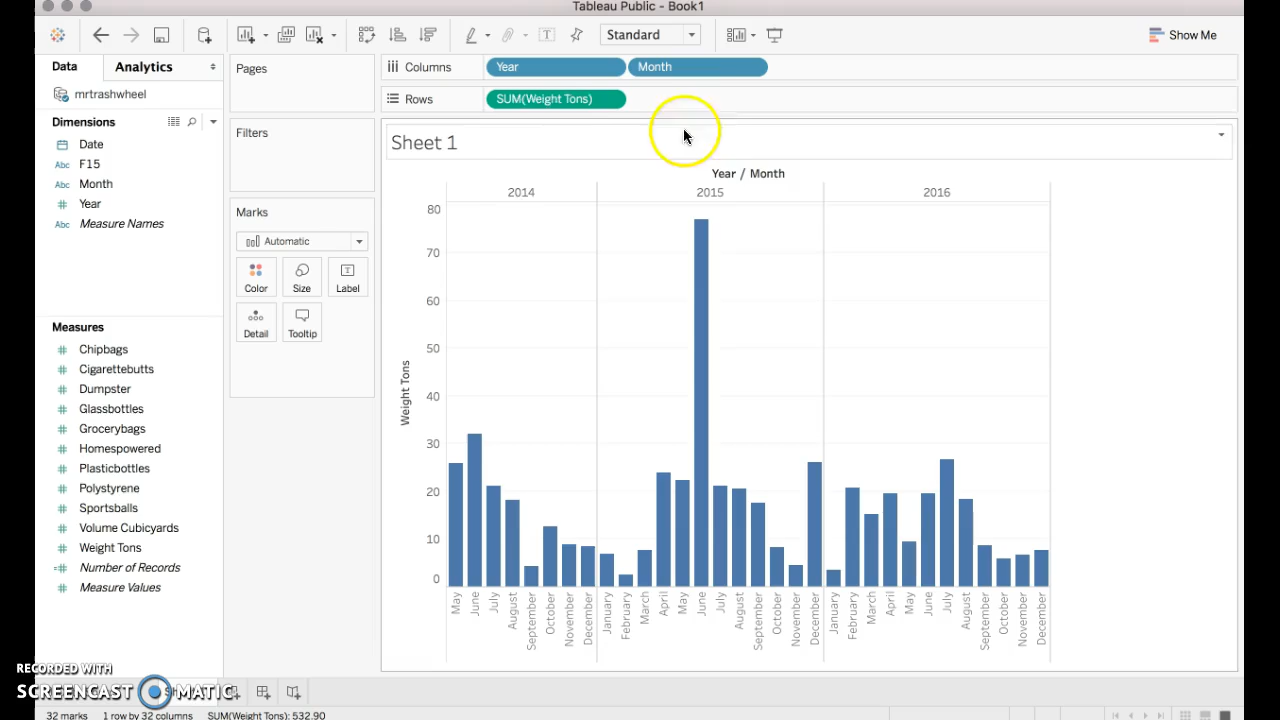 Tableau Public - Book1
Standard
Show Me
Data
Analytics
mrtrashwheel
Dimensions
Date
Abc F15
Abc Month
Year
Abc Measure Names
Measures
Chipbags
Cigarettebutts
Dumpster
Glassbottles
Grocerybags
Homespowered
Plasticbottles
Polystyrene
Sportsballs
Volume Cubicyards
Weight Tons
Number of Records
Measure Values
Pages
Filters
Marks
Automatic
Color
Size
Label
Detail
Tooltip
Columns
Year
Month
Rows
SUM(Weight Tons)
Sheet 1
Year / Month
2014
2015
2016
Weight Tons
80
70
60
50
40
30
20
10
0
May
June
July
August
September
October
November
December
January
February
March
April
May
June
July
August
September
October
November
December
January
February
March
April
May
June
July
August
September
October
November
December
RECORDED WITH
SCREENCAST MATIC
32 marks
1 row by 32 columns
SUM(Weight Tons): 532.90